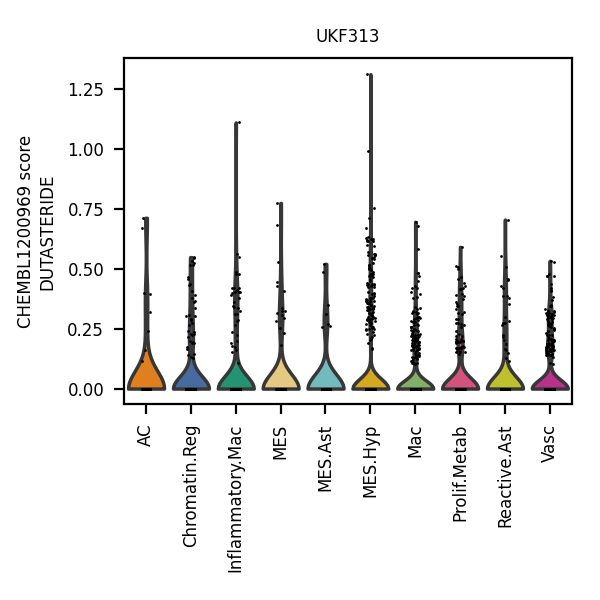 UKF313
CHEMBL1200969 score
DUTASTERIDE
1.25
1.00
0.75
0.50
0.25
0.00
AC
Chromatin.Reg
Inflammatory.Mac
MES
MES.Ast
MES.Hyp
Mac
Prolif.Metab
Reactive.Ast
Vasc